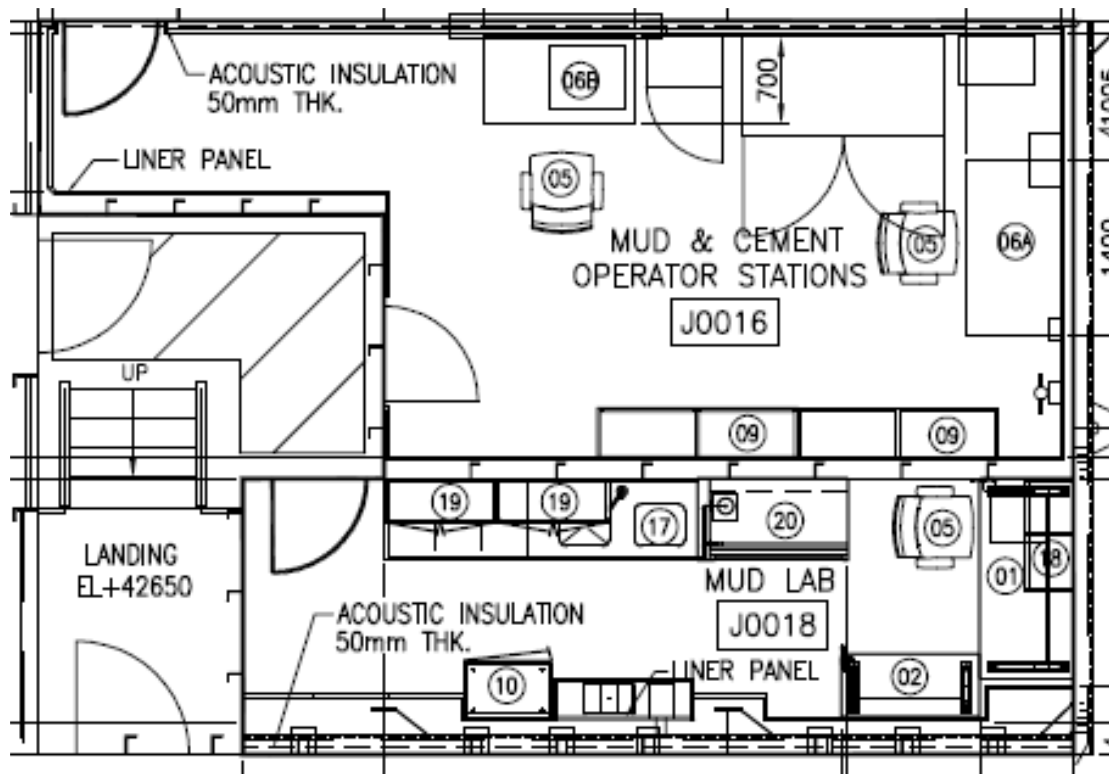 ACOUSTIC INSULATION
50mm THK.
LINER PANEL
06B
700
05
MUD & CEMENT
OPERATOR STATIONS
J0016
05
06A
1400
UP
09
09
19
19
17
20
05
01
18
LANDING
EL+42650
MUD LAB
J0018
ACOUSTIC INSULATION
50mm THK.
LINER PANEL
10
02